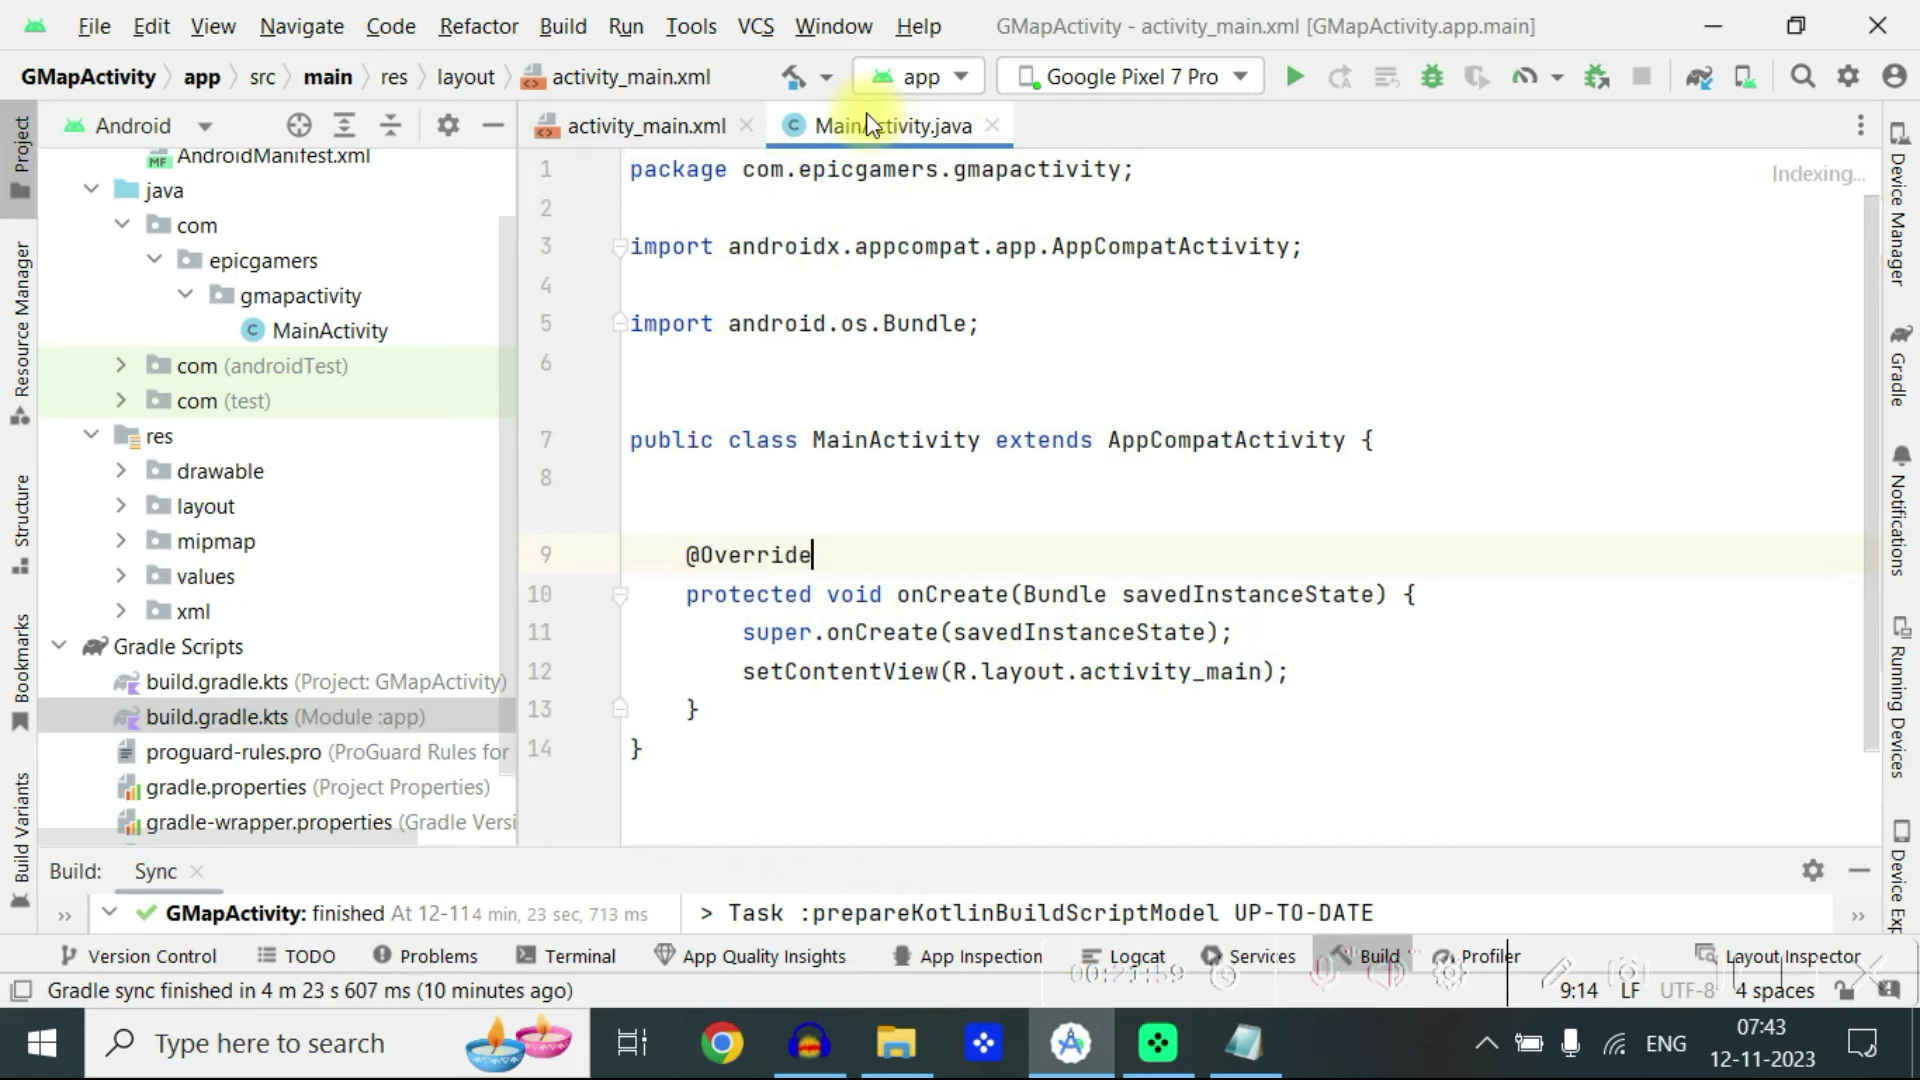 File Edit View Navigate Code Refactor Build Run Tools VCS Window Help GMapActivity - activity_main.xml [GMapActivity.app.main]
GMapActivity app src main res layout activity_main.xml app Google Pixel 7 Pro
Project
Resource Manager
Structure
Bookmarks
Build Variants
Android
AndroidManifest.xml
java
com
epicgamers
gmapactivity
MainActivity
com (androidTest)
com (test)
res
drawable
layout
mipmap
values
xml
Gradle Scripts
build.gradle.kts (Project: GMapActivity)
build.gradle.kts (Module :app)
proguard-rules.pro (ProGuard Rules for
gradle.properties (Project Properties)
gradle-wrapper.properties (Gradle Versi
activity_main.xml MainActivity.java
Indexing...
1 package com.epicgamers.gmapactivity;
2
3 import androidx.appcompat.app.AppCompatActivity;
4
5 import android.os.Bundle;
6
7 public class MainActivity extends AppCompatActivity {
8
9 @Override
10 protected void onCreate(Bundle savedInstanceState) {
11 super.onCreate(savedInstanceState);
12 setContentView(R.layout.activity_main);
13 }
14 }
Device Manager
Gradle
Notifications
Running Devices
Device Exp
Build: Sync
GMapActivity: finished At 12-11 4 min, 23 sec, 713 ms > Task :prepareKotlinBuildScriptModel UP-TO-DATE
Version Control TODO Problems Terminal App Quality Insights App Inspection Logcat Services Build Profiler Layout Inspector
00:21:59
Gradle sync finished in 4 m 23 s 607 ms (10 minutes ago) 9:14 LF UTF-8 4 spaces
Type here to search ENG 07:43
12-11-2023